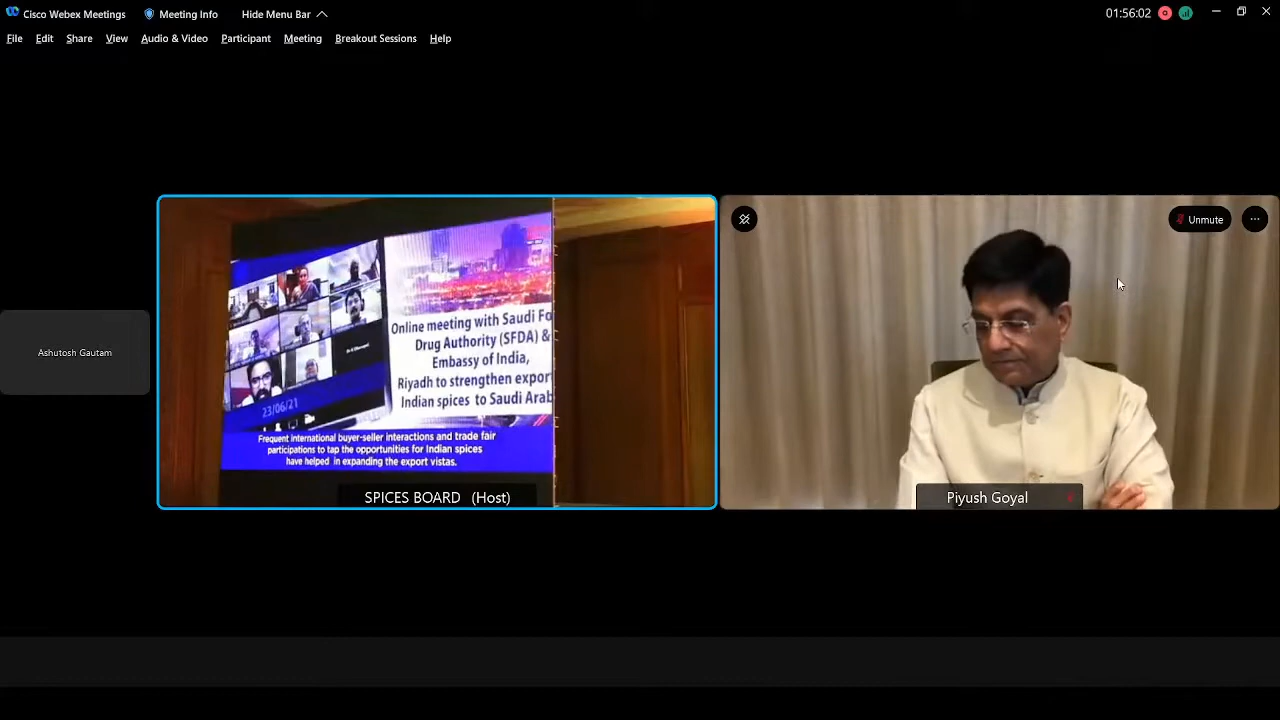 Cisco Webex Meetings
Meeting Info
Hide Menu Bar
01:56:02
File Edit Share View Audio & Video Participant Meeting Breakout Sessions Help
Ashutosh Gautam
Online meeting with Saudi Fo
Drug Authority (SFDA) &
Embassy of India,
Riyadh to strengthen expor
Indian spices to Saudi Arab
23/06/21
Frequent international buyer-seller interactions and trade fair
participations to tap the opportunities for Indian spices
have helped in expanding the export vistas.
SPICES BOARD (Host)
Unmute
Piyush Goyal